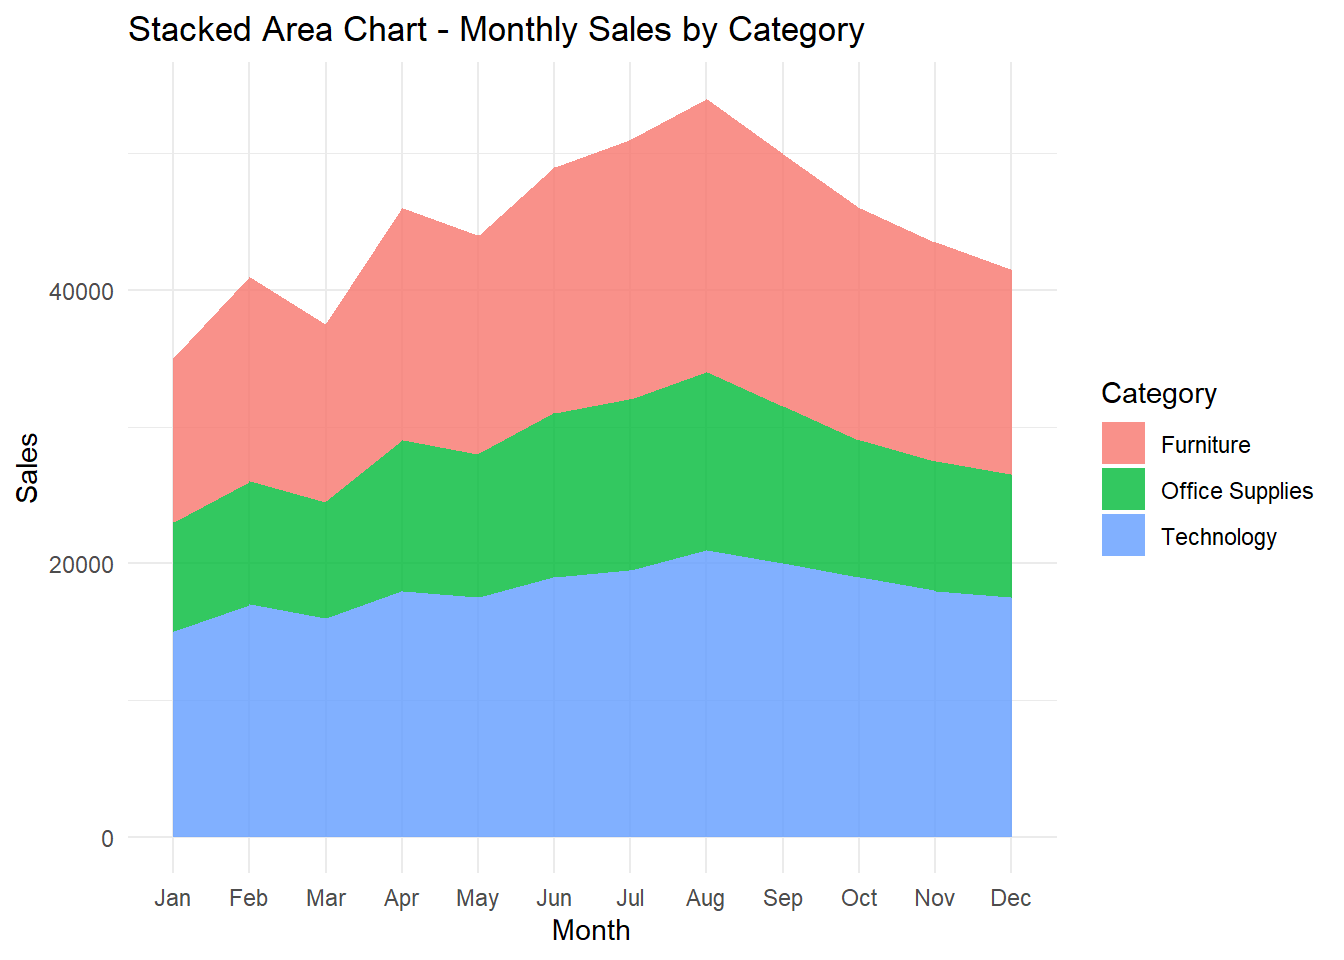 Stacked Area Chart - Monthly Sales by Category
Sales
40000
20000
0
Jan Feb Mar Apr May Jun Jul Aug Sep Oct Nov Dec
Month
Category
Furniture
Office Supplies
Technology